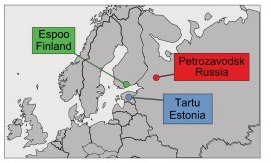 Espoo
Finland
Petrozavodsk
Russia
Tartu
Estonia